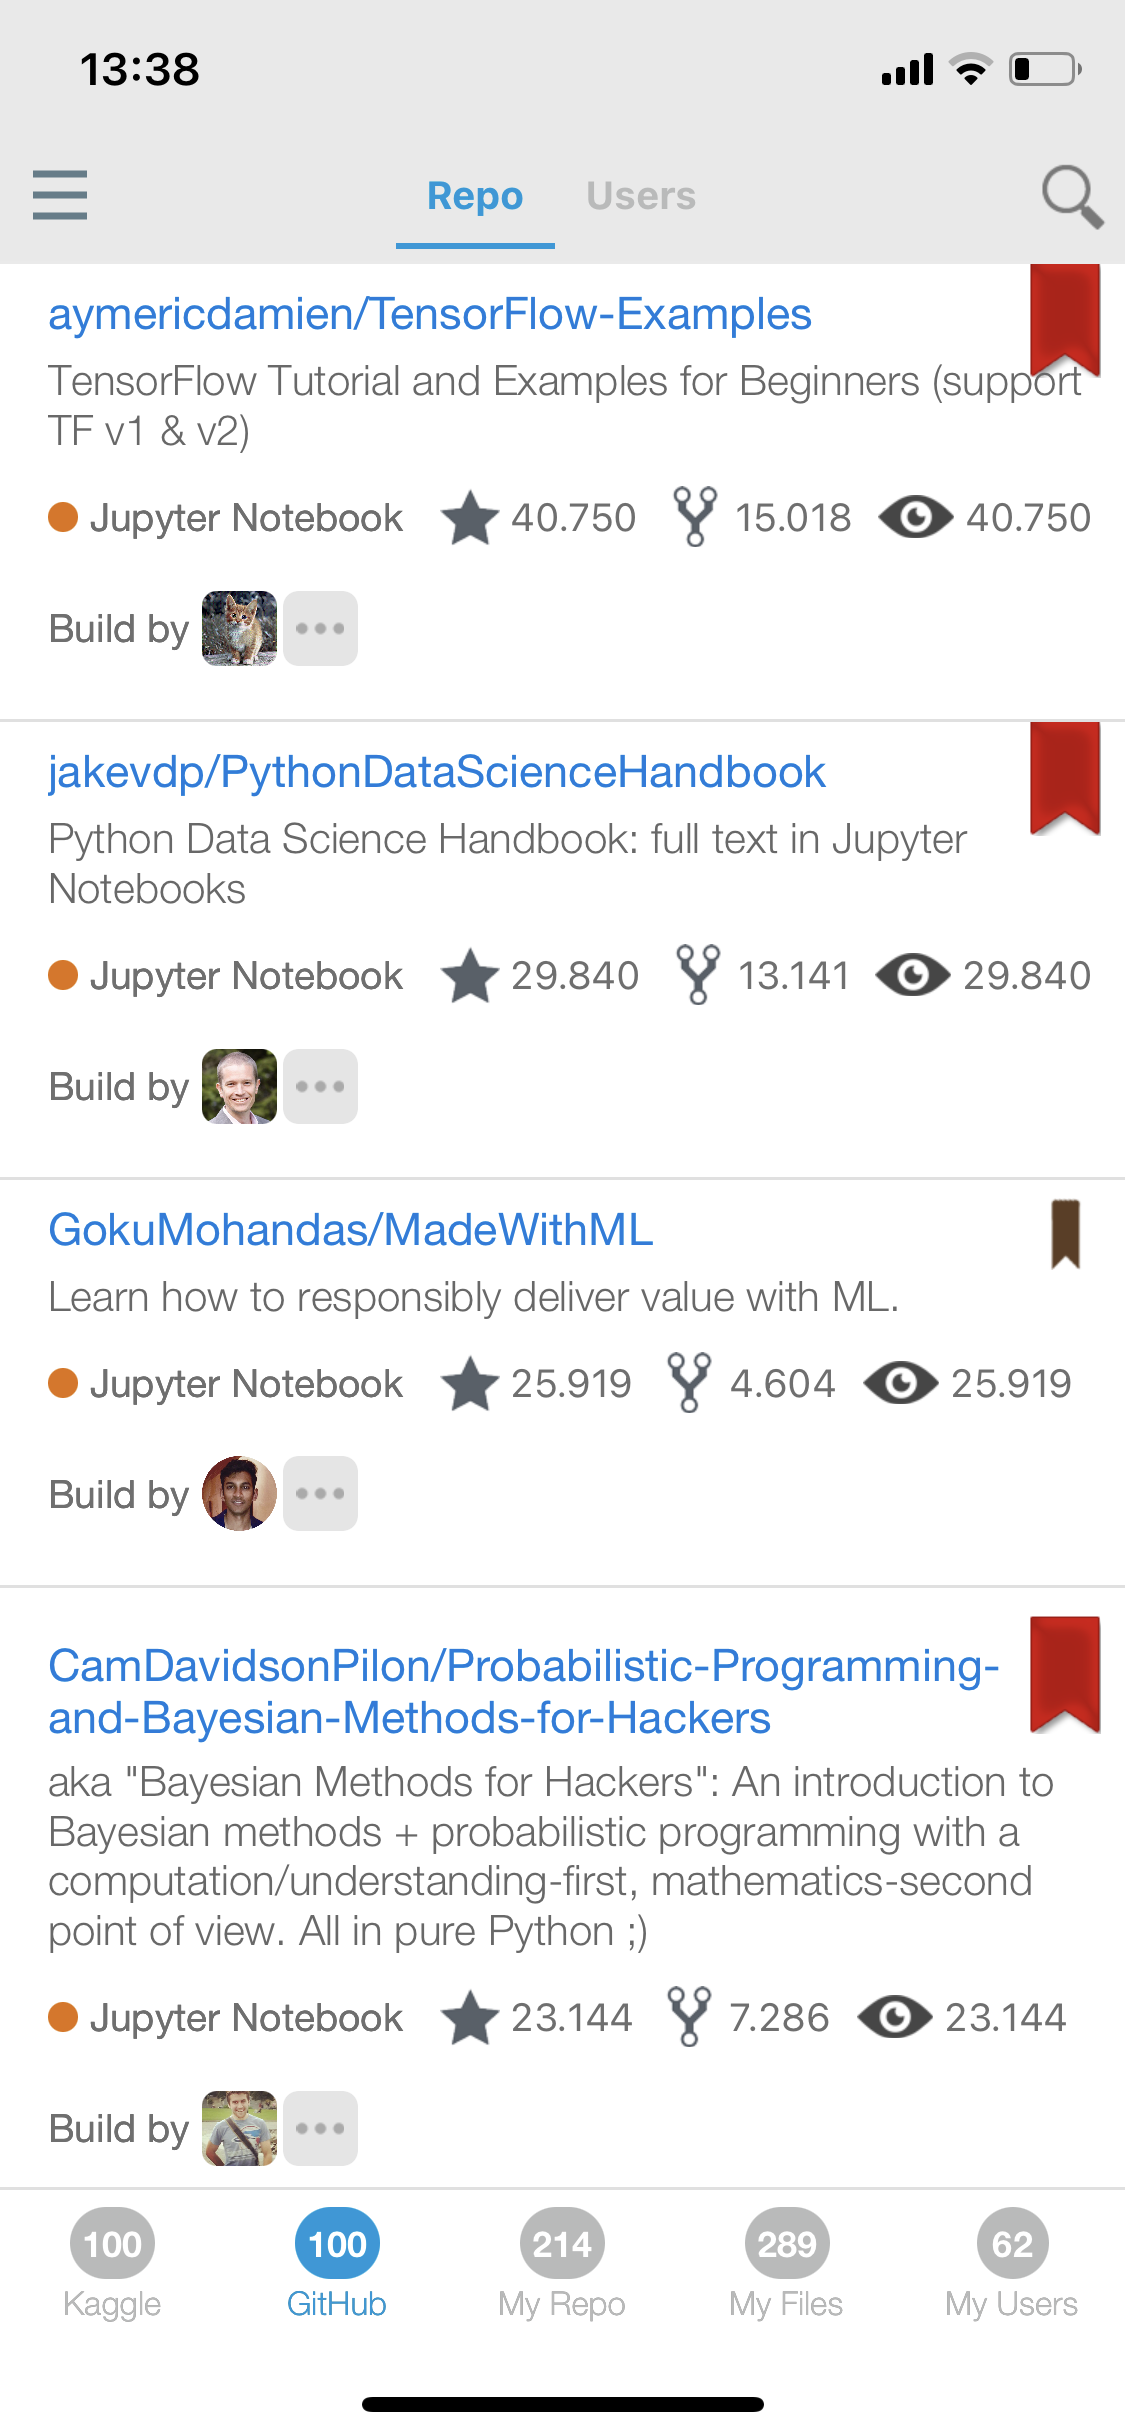 13:38
Repo Users
aymericdamien/TensorFlow-Examples
TensorFlow Tutorial and Examples for Beginners (support
TF v1 & v2)
Jupyter Notebook 40.750 15.018 40.750
Build by
jakevdp/PythonDataScienceHandbook
Python Data Science Handbook: full text in Jupyter
Notebooks
Jupyter Notebook 29.840 13.141 29.840
Build by
GokuMohandas/MadeWithML
Learn how to responsibly deliver value with ML.
Jupyter Notebook 25.919 4.604 25.919
Build by
CamDavidsonPilon/Probabilistic-Programming-
and-Bayesian-Methods-for-Hackers
aka "Bayesian Methods for Hackers": An introduction to
Bayesian methods + probabilistic programming with a
computation/understanding-first, mathematics-second
point of view. All in pure Python ;)
Jupyter Notebook 23.144 7.286 23.144
Build by
100 100 214 289 62
Kaggle GitHub My Repo My Files My Users